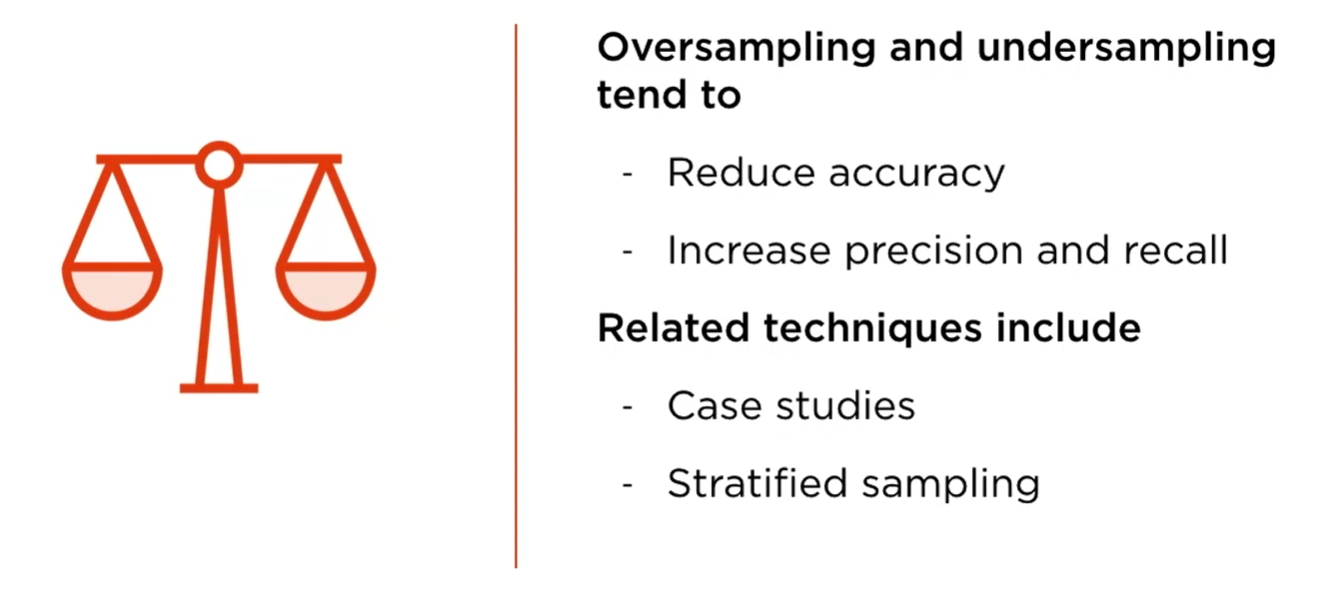 Oversampling and undersampling
tend to
- Reduce accuracy
- Increase precision and recall
Related techniques include
- Case studies
- Stratified sampling